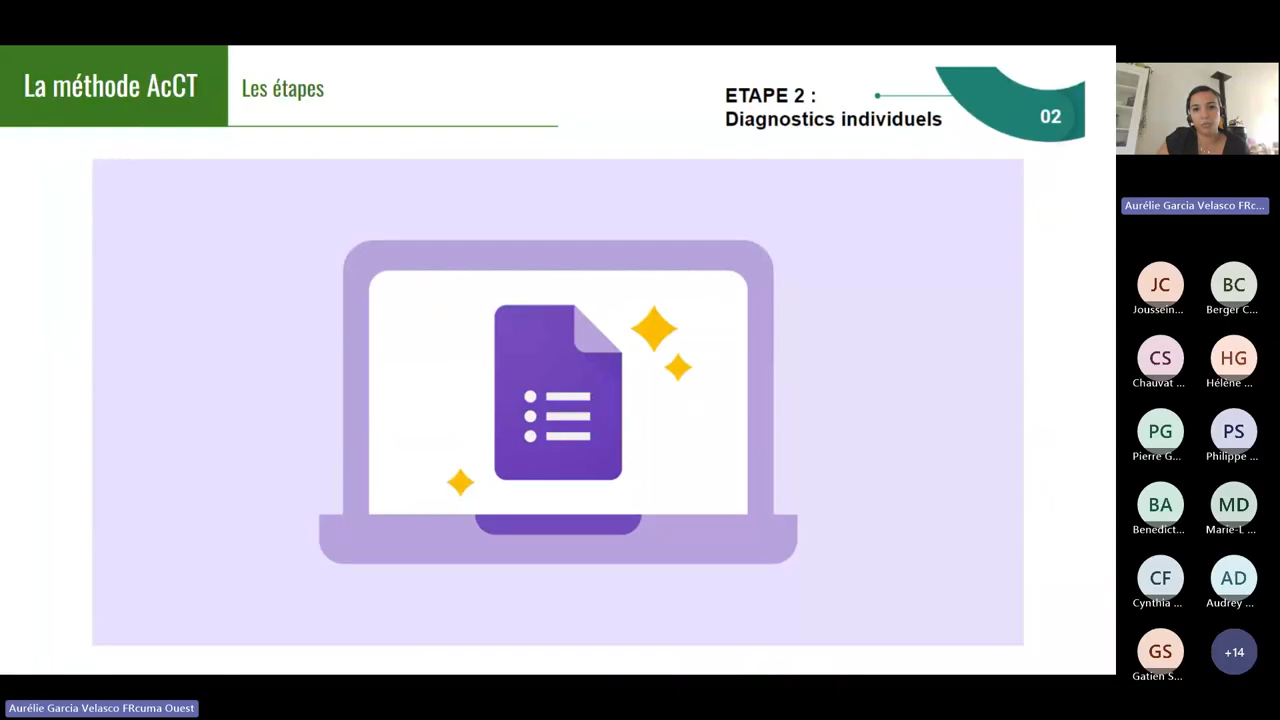 La méthode AcCT
Les étapes
ETAPE 2 :
Diagnostics individuels
02
Aurélie Garcia Velasco FRc...
JC
BC
Joussein...
Berger C...
CS
HG
Chauvat ...
Hélène ...
PG
PS
Pierre G...
Philippe ...
BA
MD
Benedict...
Marie-L ...
CF
AD
Cynthia ...
Audrey ...
GS
+14
Gatien S...
Aurélie Garcia Velasco FRcuma Ouest